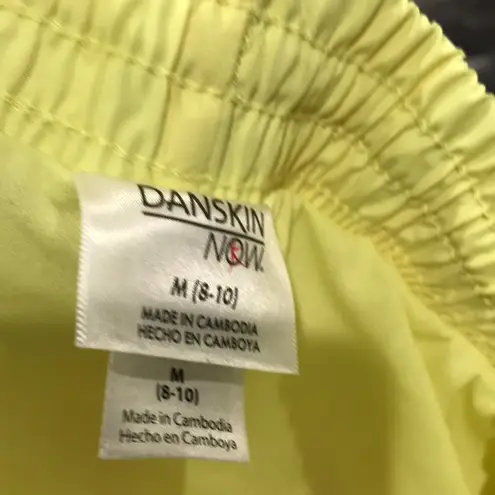 DANSKIN
NOW.
M (8-10)
MADE IN CAMBODIA
HECHO EN CAMBOYA
M
(8-10)
Made in Cambodia
Hecho en Camboya